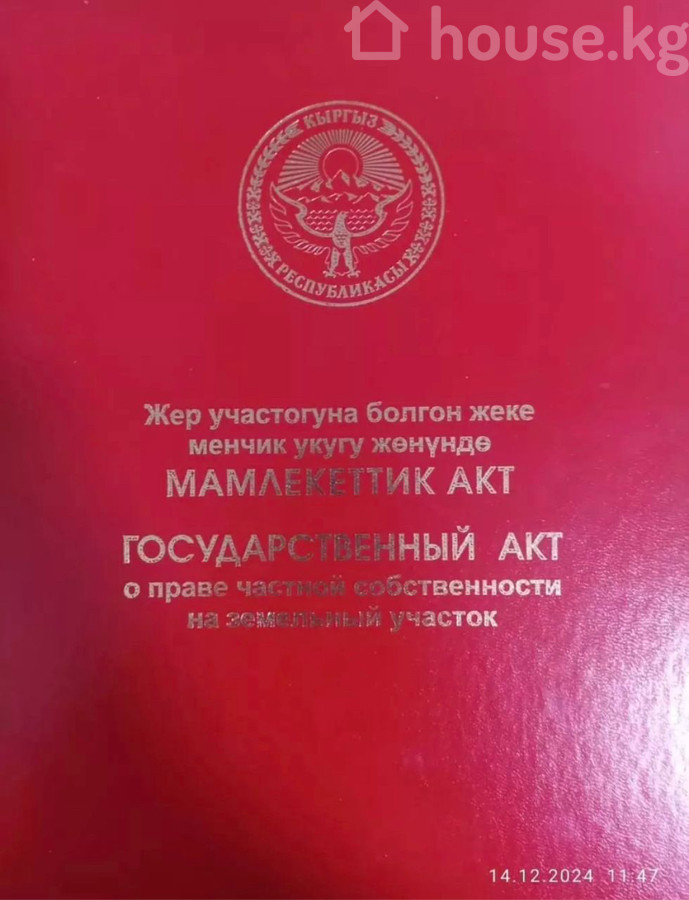 house.kg
КЫРГЫЗ
РЕСПУБЛИКАСЫ
Жер участогуна болгон жеке
менчик укугу жөнүндө
МАМЛЕКЕТТИК АКТ
ГОСУДАРСТВЕННЫЙ АКТ
о праве частной собственности
на земельный участок
14.12.2024 11:47